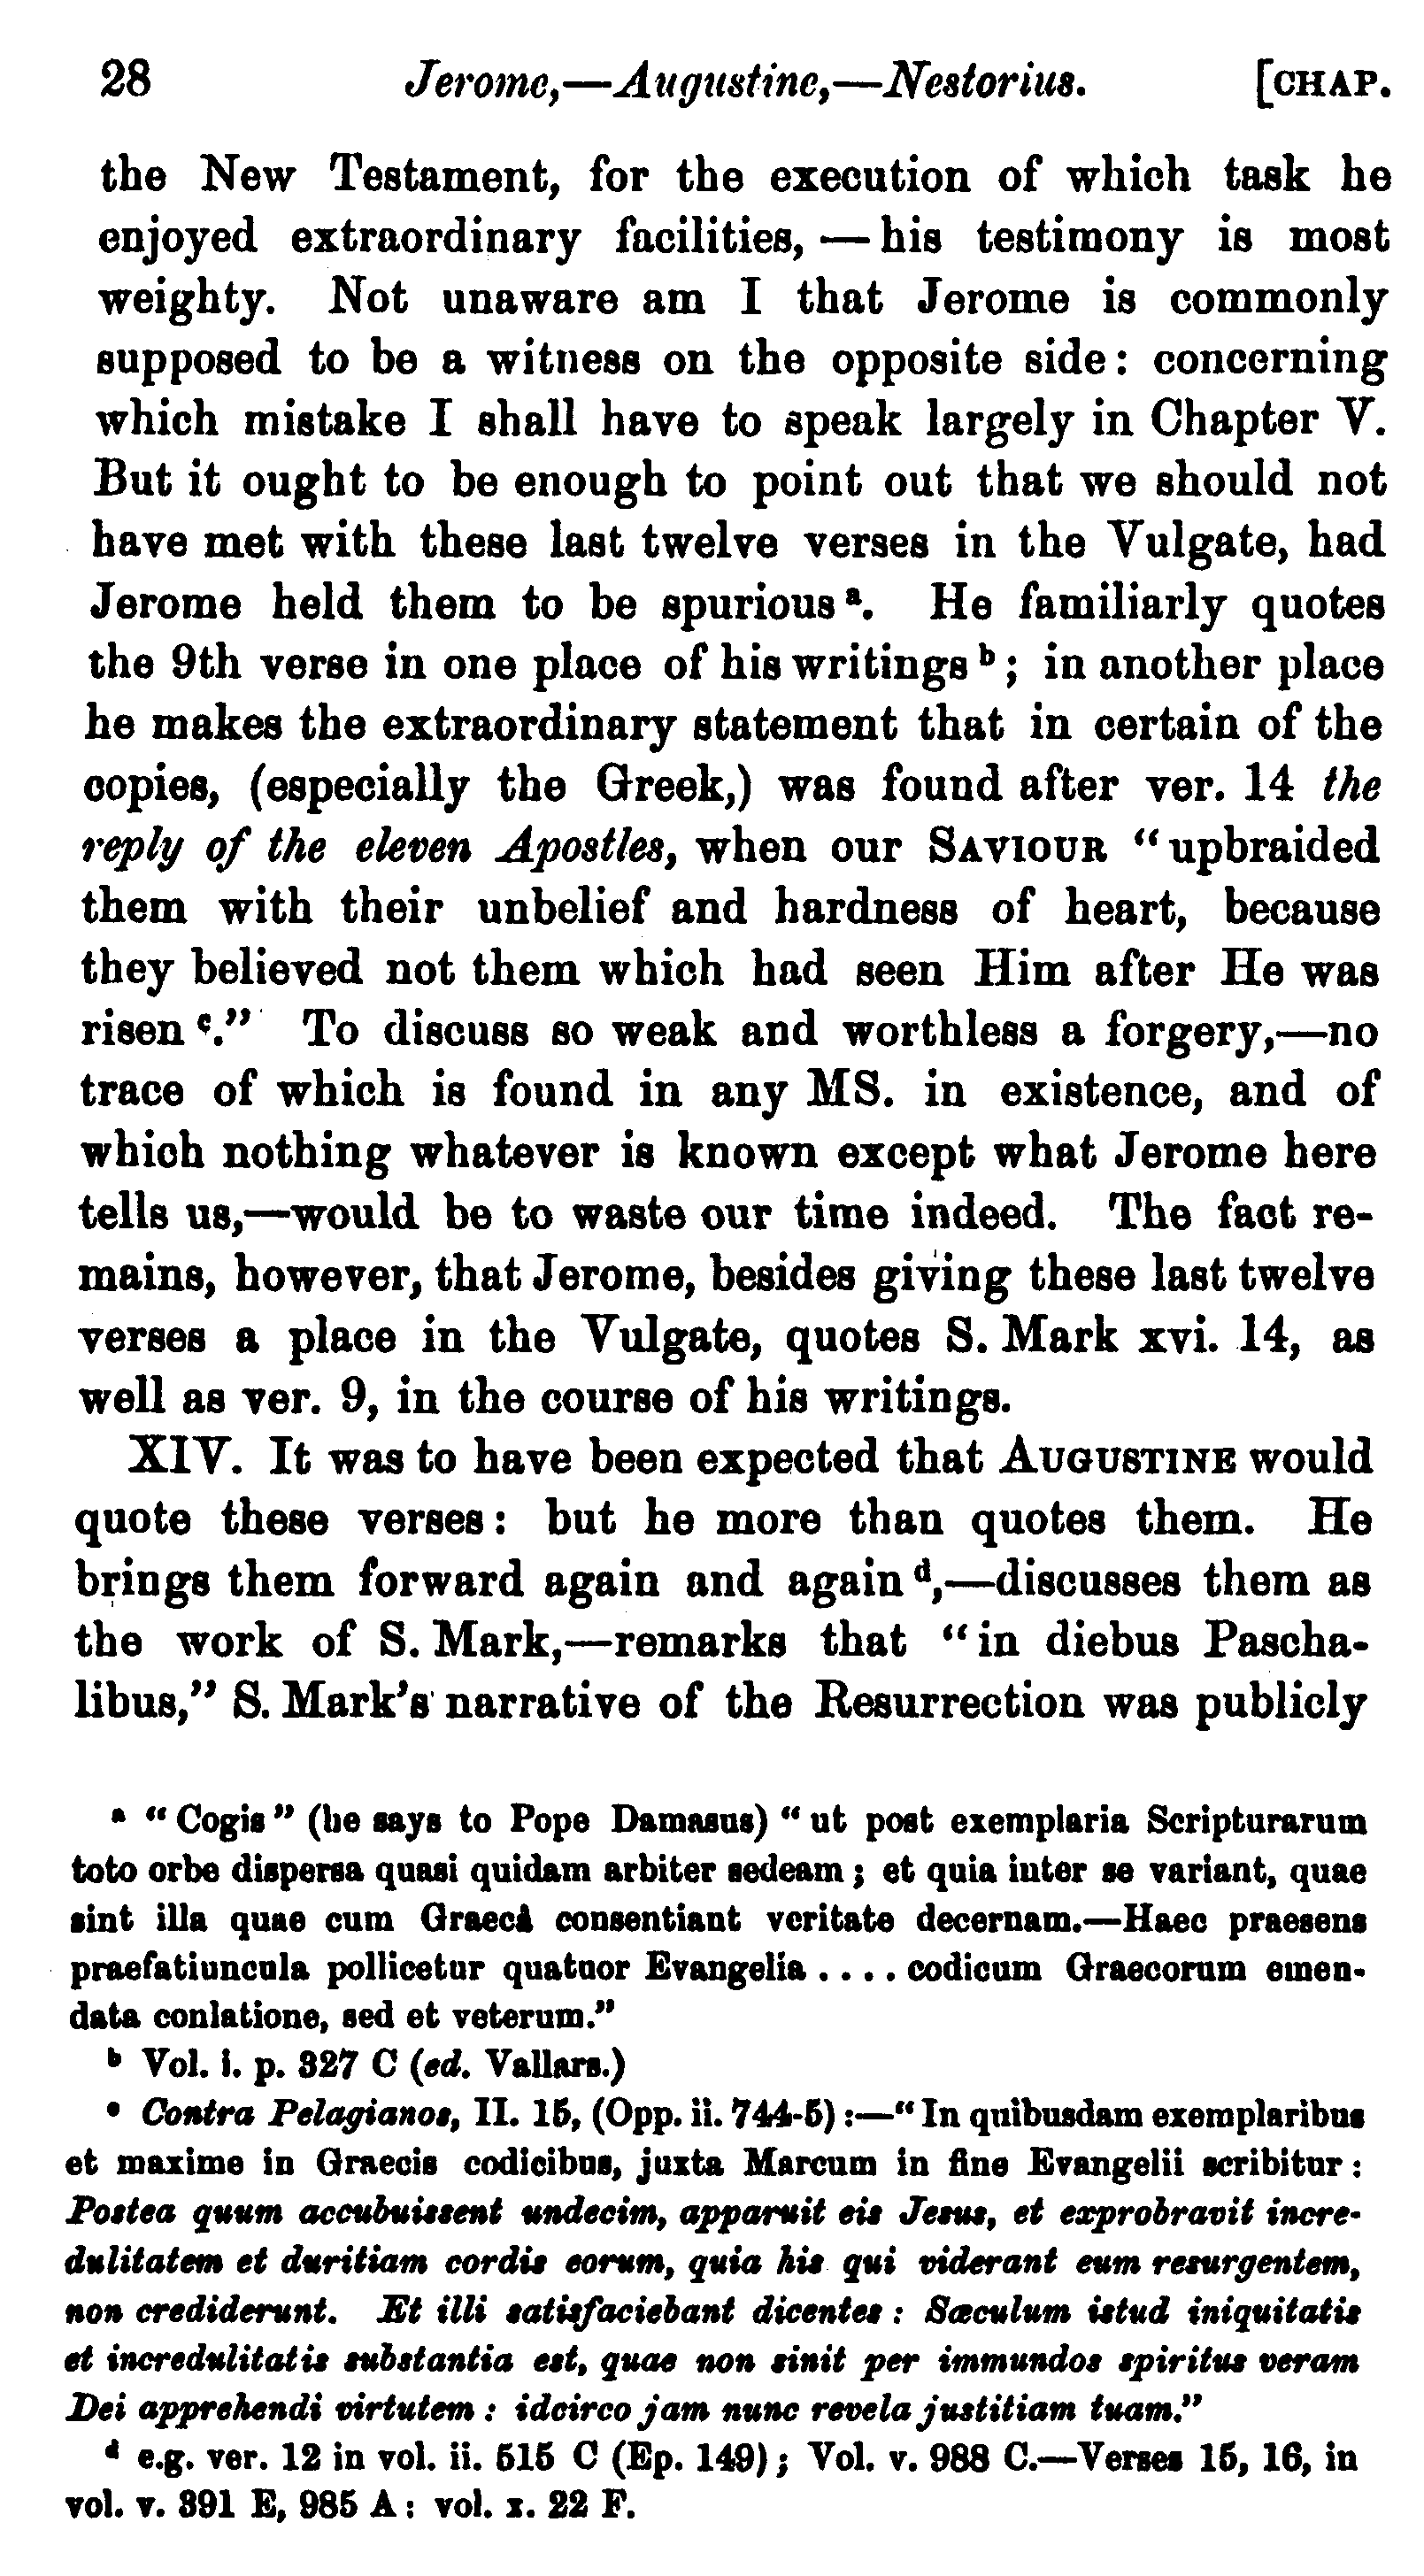 28 Jerome,—Augustine,—Nestorius. [CHAP.
the New Testament, for the execution of which task he
enjoyed extraordinary facilities, — his testimony is most
weighty. Not unaware am I that Jerome is commonly
supposed to be a witness on the opposite side: concerning
which mistake I shall have to speak largely in Chapter V.
But it ought to be enough to point out that we should not
have met with these last twelve verses in the Vulgate, had
Jerome held them to be spurious a. He familiarly quotes
the 9th verse in one place of his writings b; in another place
he makes the extraordinary statement that in certain of the
copies, (especially the Greek,) was found after ver. 14 the
reply of the eleven Apostles, when our SAVIOUR “upbraided
them with their unbelief and hardness of heart, because
they believed not them which had seen Him after He was
risen c.” To discuss so weak and worthless a forgery,—no
trace of which is found in any MS. in existence, and of
which nothing whatever is known except what Jerome here
tells us,—would be to waste our time indeed. The fact re-
mains, however, that Jerome, besides giving these last twelve
verses a place in the Vulgate, quotes S. Mark xvi. 14, as
well as ver. 9, in the course of his writings.
XIV. It was to have been expected that AUGUSTINE would
quote these verses: but he more than quotes them. He
brings them forward again and again d,—discusses them as
the work of S. Mark,—remarks that “in diebus Pascha-
libus,” S. Mark’s narrative of the Resurrection was publicly
a “Cogis” (he says to Pope Damasus) “ut post exemplaria Scripturarum
toto orbe dispersa quasi quidam arbiter sedeam; et quia inter se variant, quae
sint illa quae cum Graecâ consentiant veritate decernam.—Haec praesens
praefatiuncula pollicetur quatuor Evangelia .... codicum Graecorum emen-
data conlatione, sed et veterum.”
b Vol. i. p. 327 C (ed. Vallars.)
c Contra Pelagianos, II. 15, (Opp. ii. 744-5):—“In quibusdam exemplaribus
et maxime in Graecis codicibus, juxta Marcum in fine Evangelii scribitur:
Postea quum accubuissent undecim, apparuit eis Jesus, et exprobravit incre-
dulitatem et duritiam cordis eorum, quia his qui viderant eum resurgentem,
non crediderunt. Et illi satisfaciebant dicentes: Sæculum istud iniquitatis
et incredulitatis substantia est, quae non sinit per immundos spiritus veram
Dei apprehendi virtutem: idcirco jam nunc revela justitiam tuam.”
d e.g. ver. 12 in vol. ii. 515 C (Ep. 149); Vol. v. 988 C.—Verses 15, 16, in
vol. v. 391 E, 985 A: vol. x. 22 F.